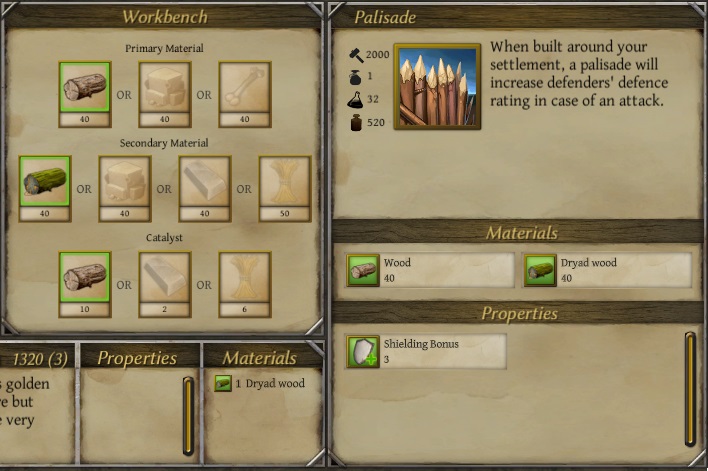 Workbench
Primary Material
OR
OR
40
40
40
Secondary Material
OR
OR
OR
40
40
40
50
Catalyst
OR
OR
10
2
6
1320 (3)
golden
but
very
Properties
Materials
1 Dryad wood
Palisade
2000
1
32
520
When built around your
settlement, a palisade will
increase defenders' defence
rating in case of an attack.
Materials
Wood
40
Dryad wood
40
Properties
Shielding Bonus
3